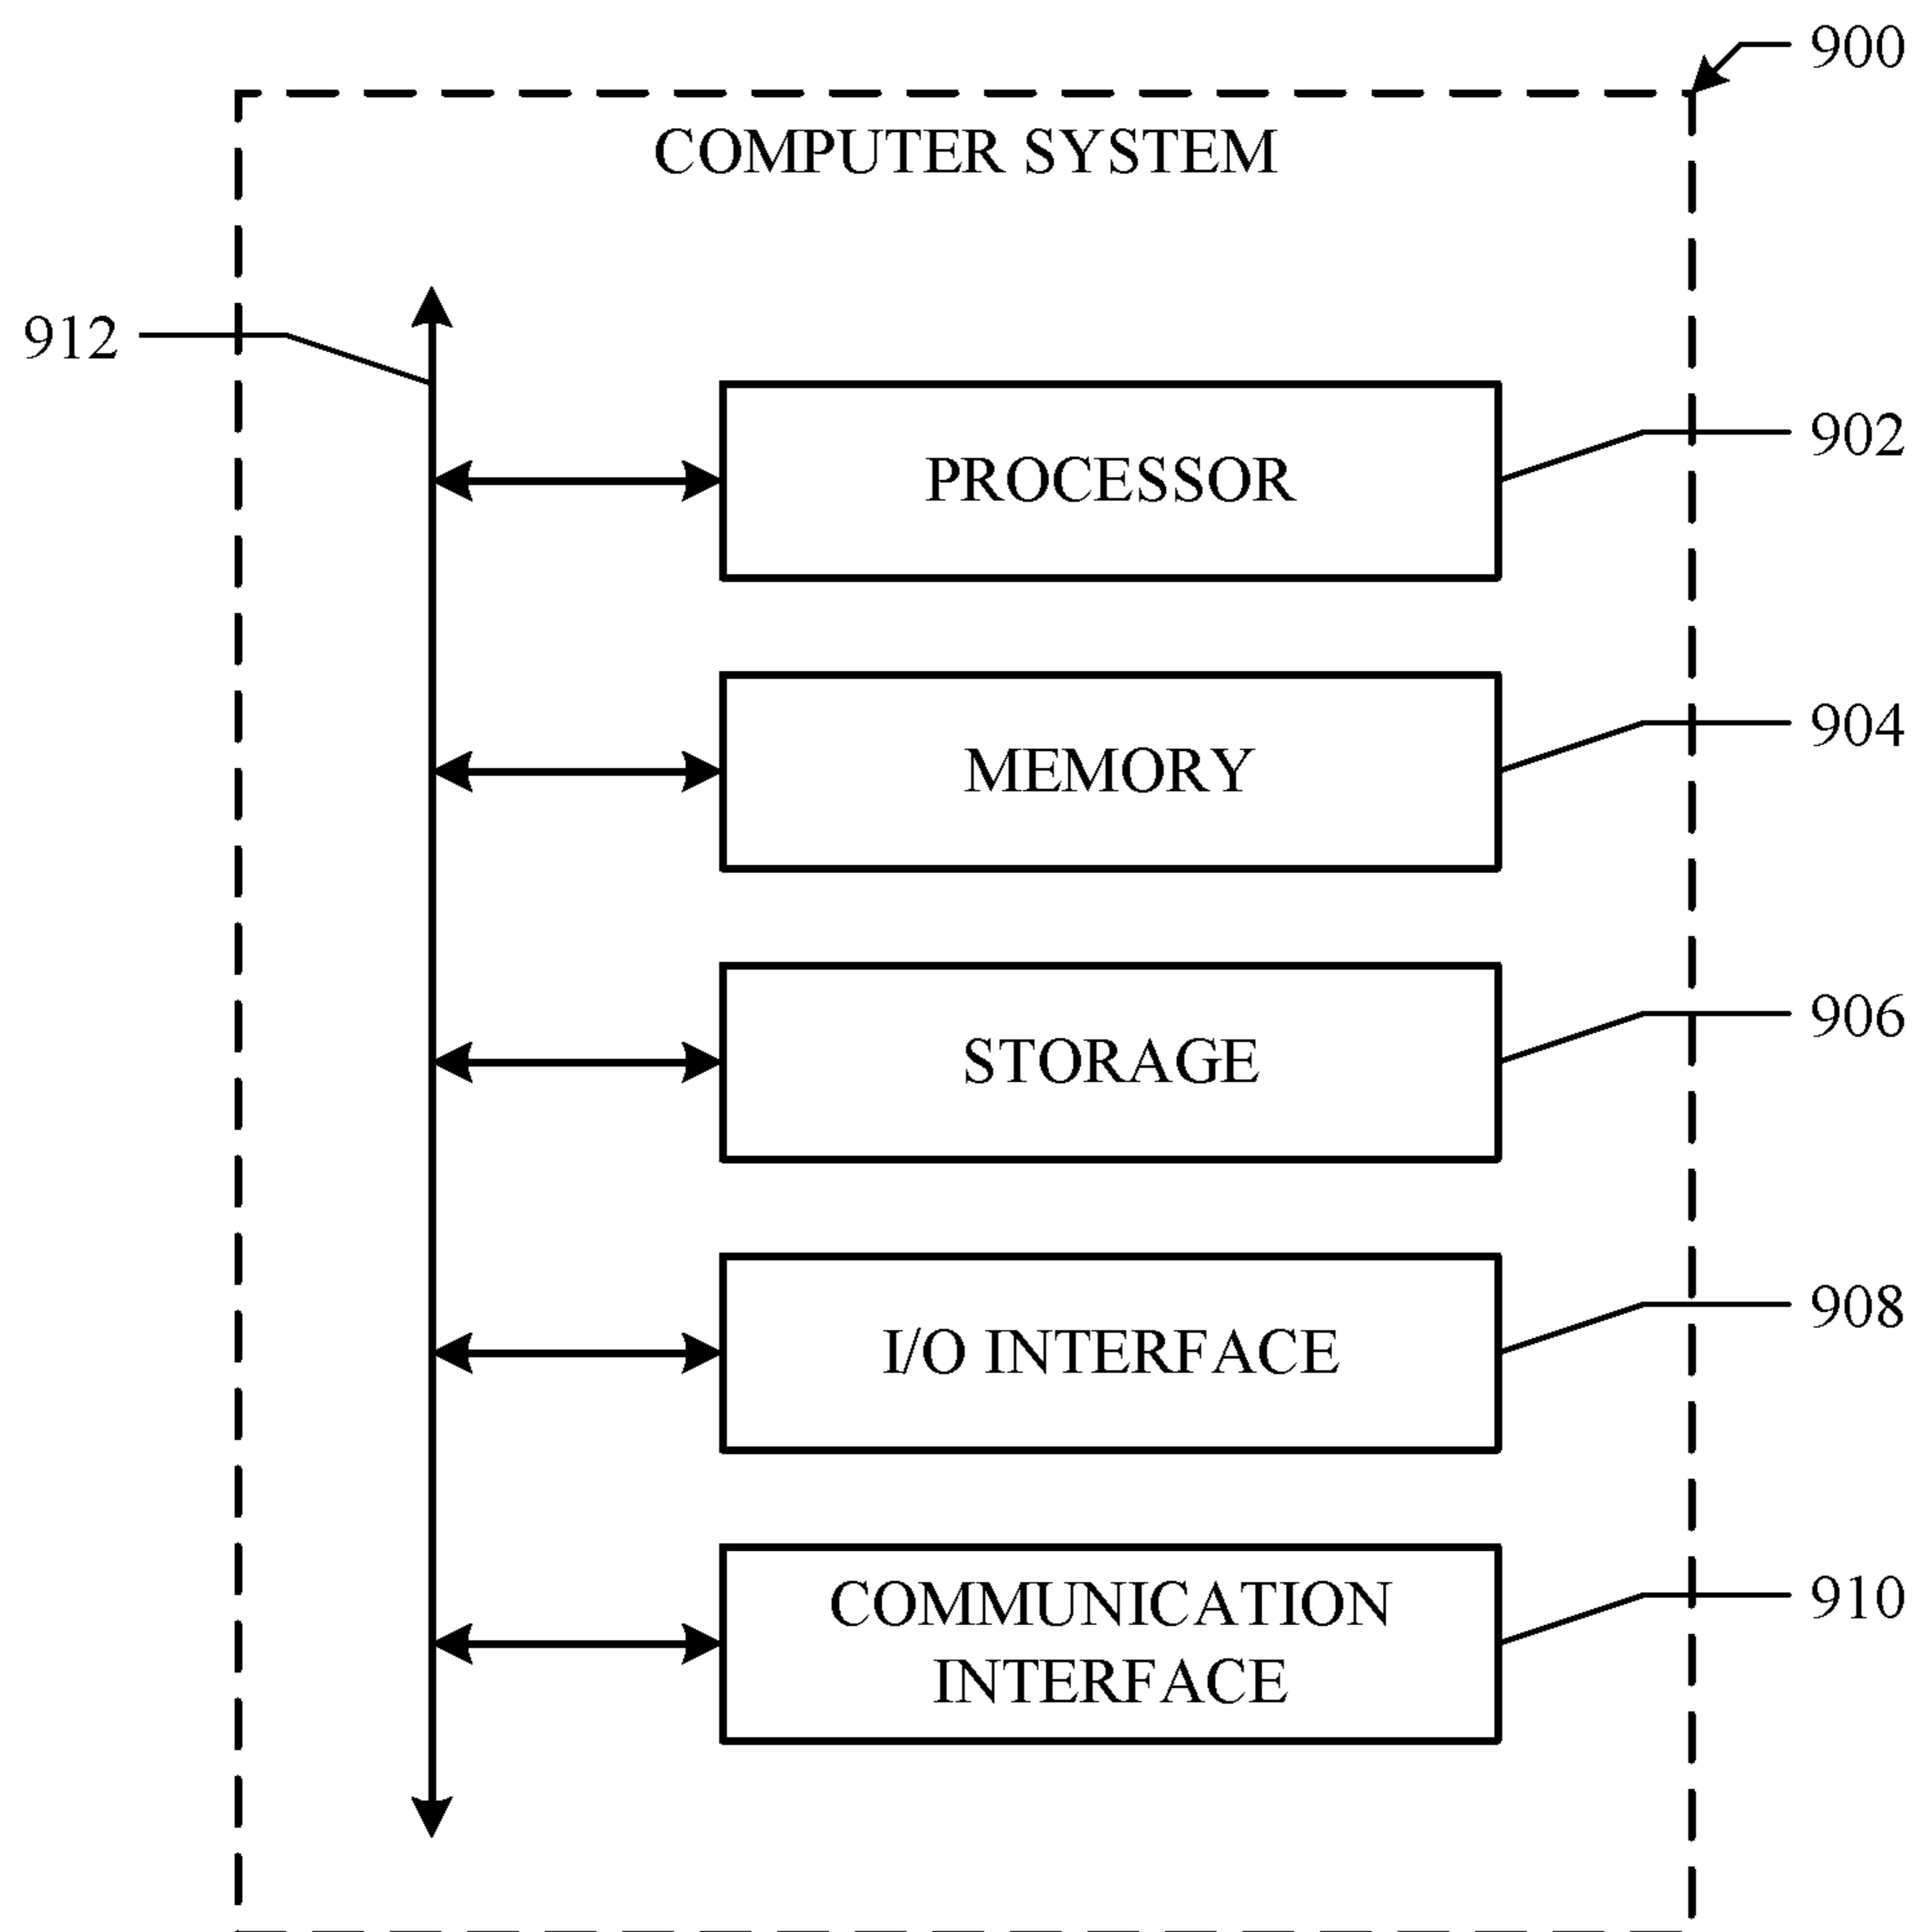 900
COMPUTER SYSTEM
912
902
PROCESSOR
904
MEMORY
906
STORAGE
908
I/O INTERFACE
910
COMMUNICATION
INTERFACE